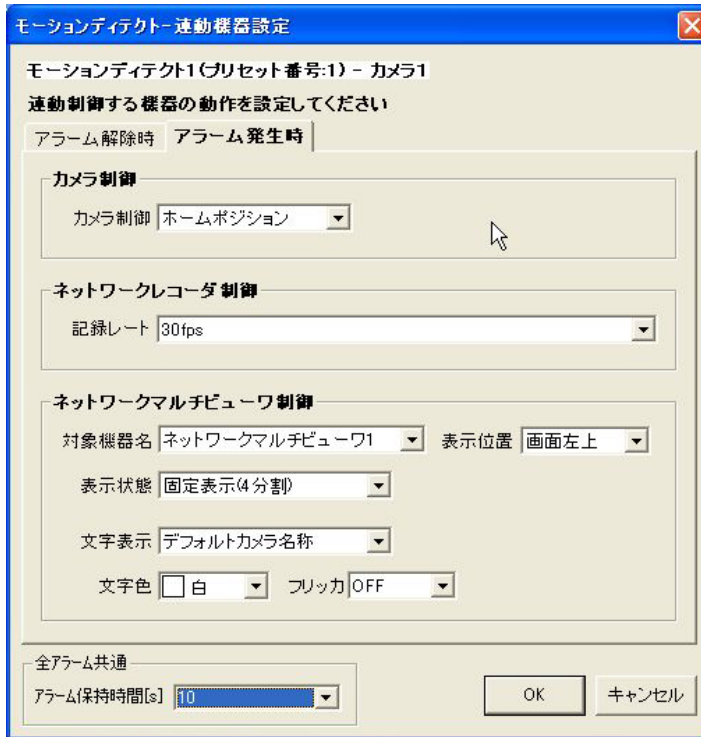 モーションディテクト-連動機器設定
モーションディテクト1(プリセット番号:1) - カメラ1
連動制御する機器の動作を設定してください
アラーム解除時 アラーム発生時
カメラ制御
カメラ制御 ホームポジション
ネットワークレコーダ制御
記録レート 30fps
ネットワークマルチビューワ制御
対象機器名 ネットワークマルチビューワ1 表示位置 画面左上
表示状態 固定表示(4分割)
文字表示 デフォルトカメラ名称
文字色 白 フリッカ OFF
全アラーム共通
アラーム保持時間[s] 10
OK キャンセル